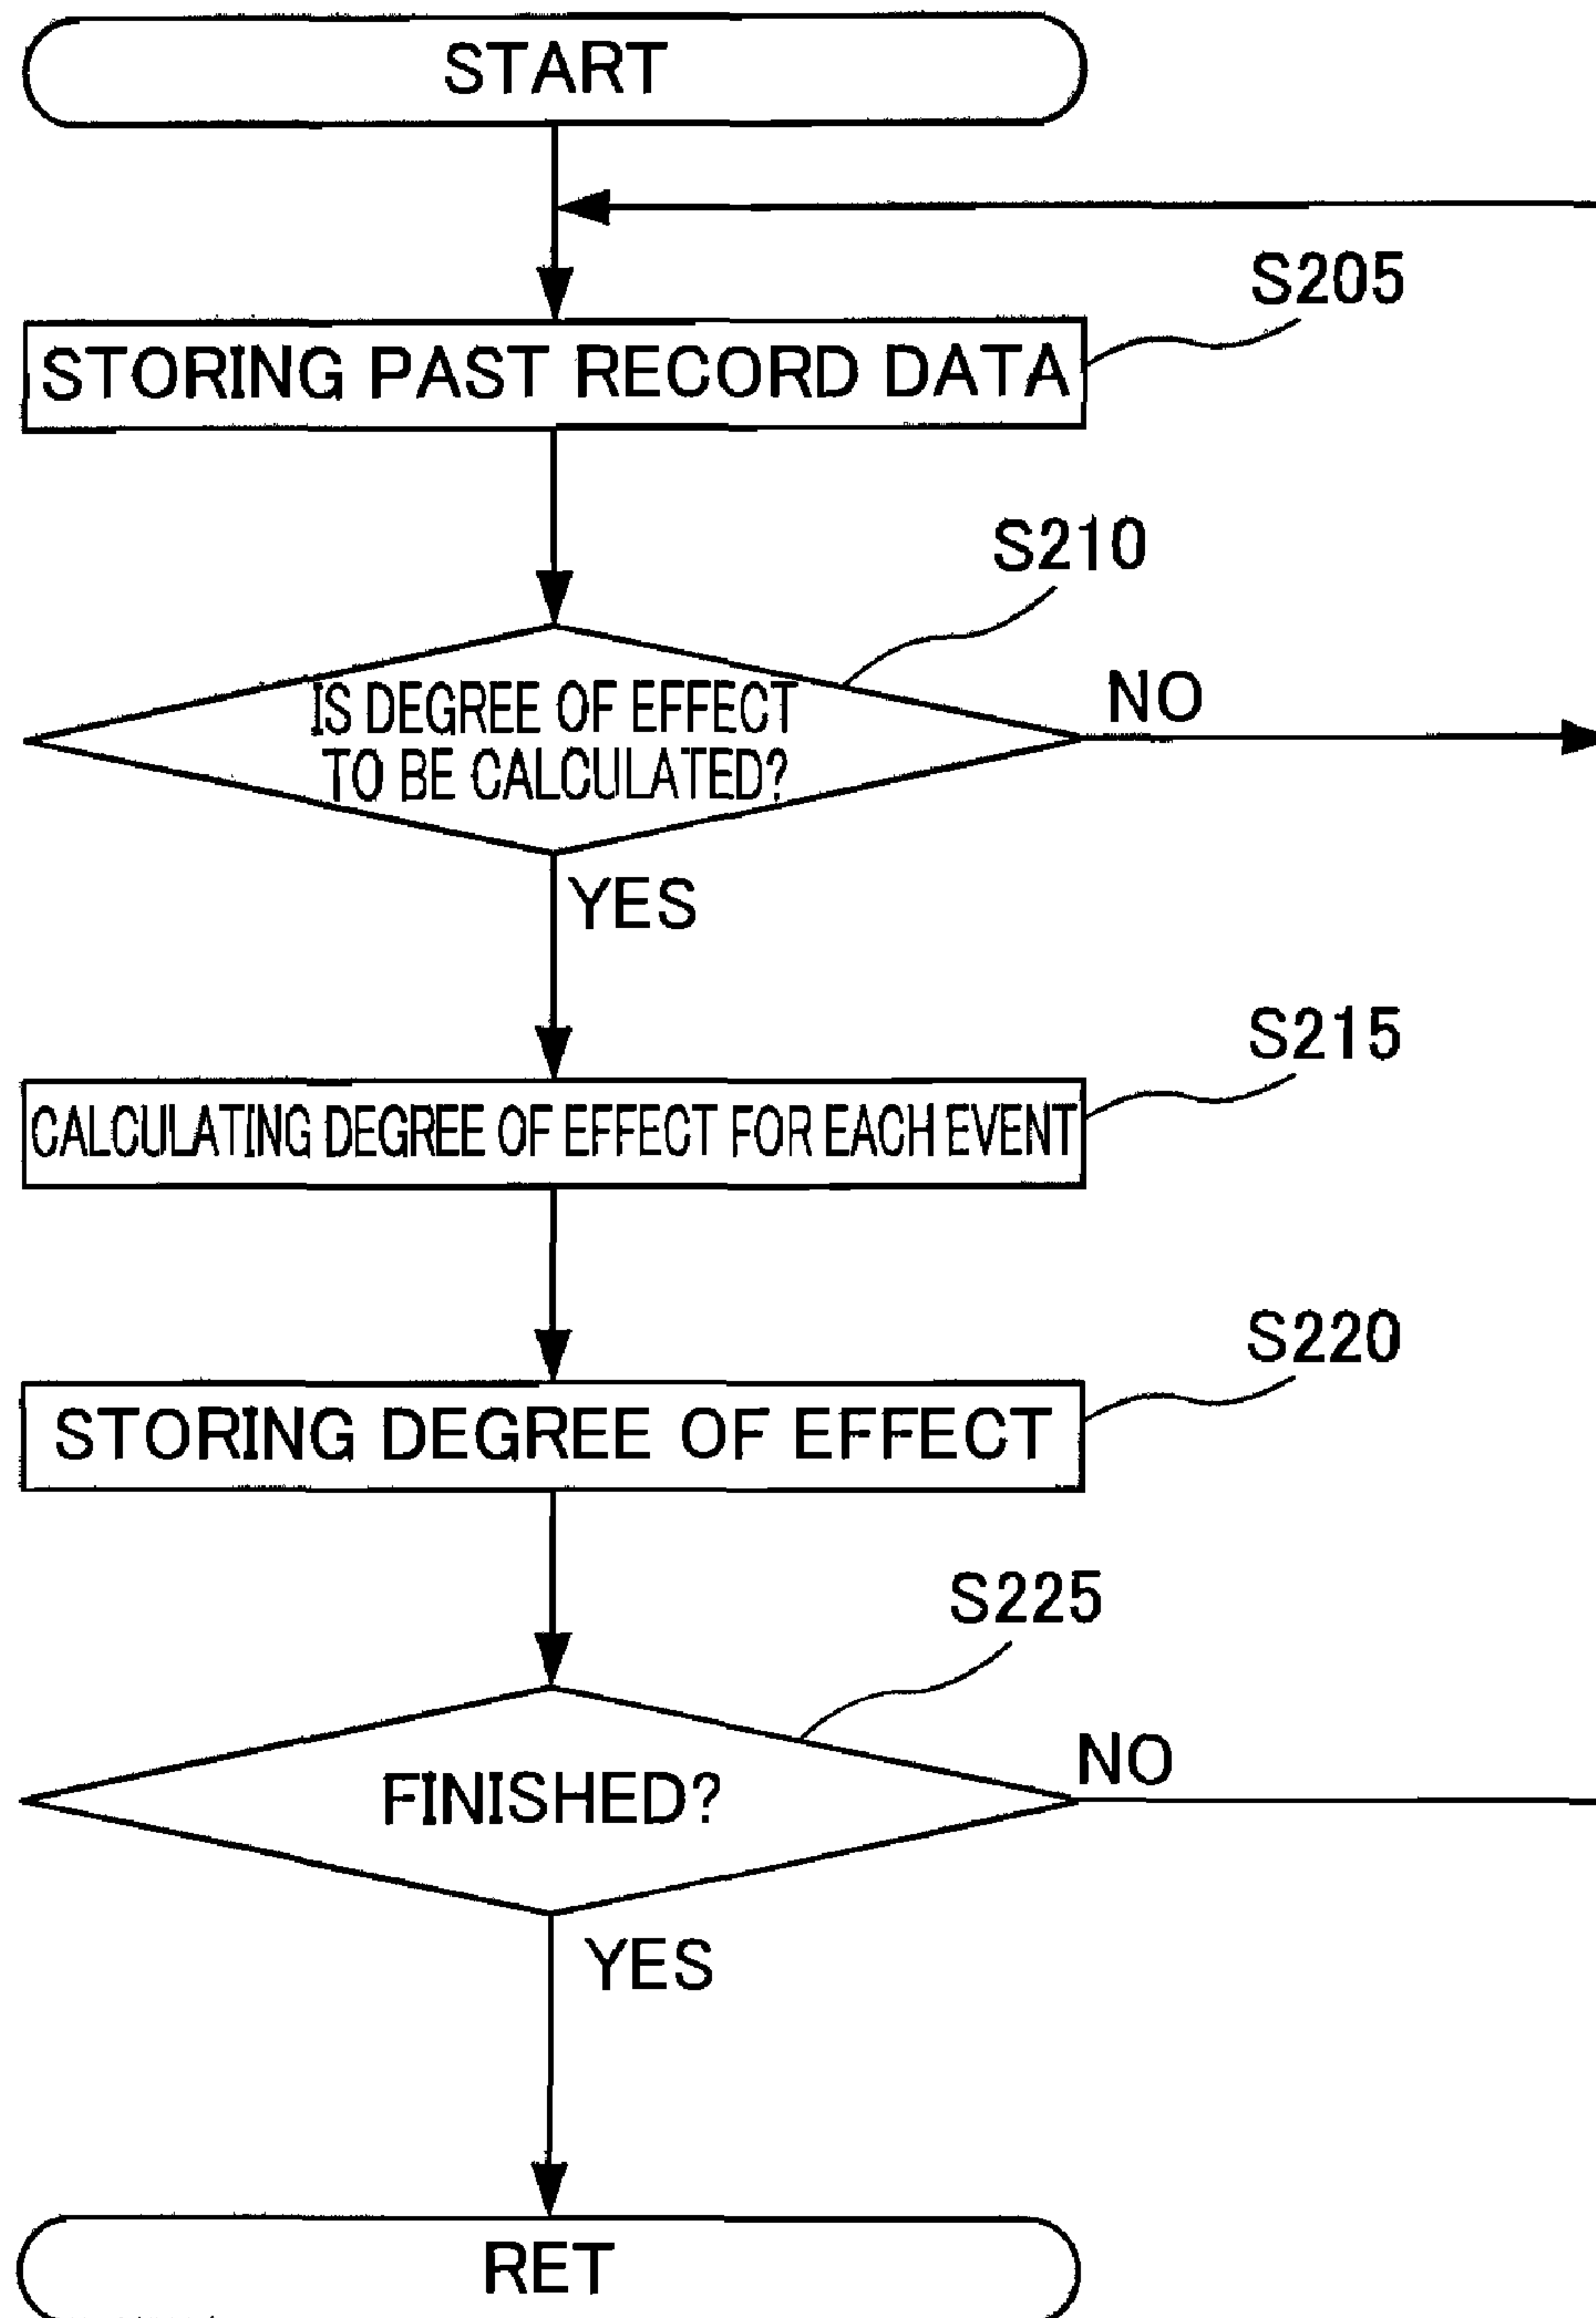 START
S205
STORING PAST RECORD DATA
S210
IS DEGREE OF EFFECT
TO BE CALCULATED?
NO
YES
S215
CALCULATING DEGREE OF EFFECT FOR EACH EVENT
S220
STORING DEGREE OF EFFECT
S225
FINISHED?
NO
YES
RET